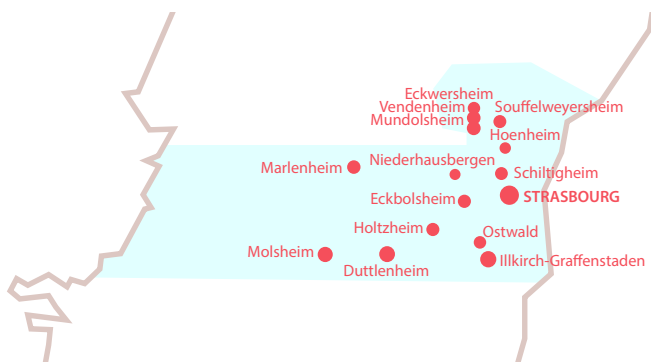 Eckwersheim
Vendenheim
Souffelweyersheim
Mundolsheim
Hoenheim
Niederhausbergen
Marlenheim
Schiltigheim
Eckbolsheim
STRASBOURG
Holtzheim
Ostwald
Molsheim
Illkirch-Graffenstaden
Duttlenheim